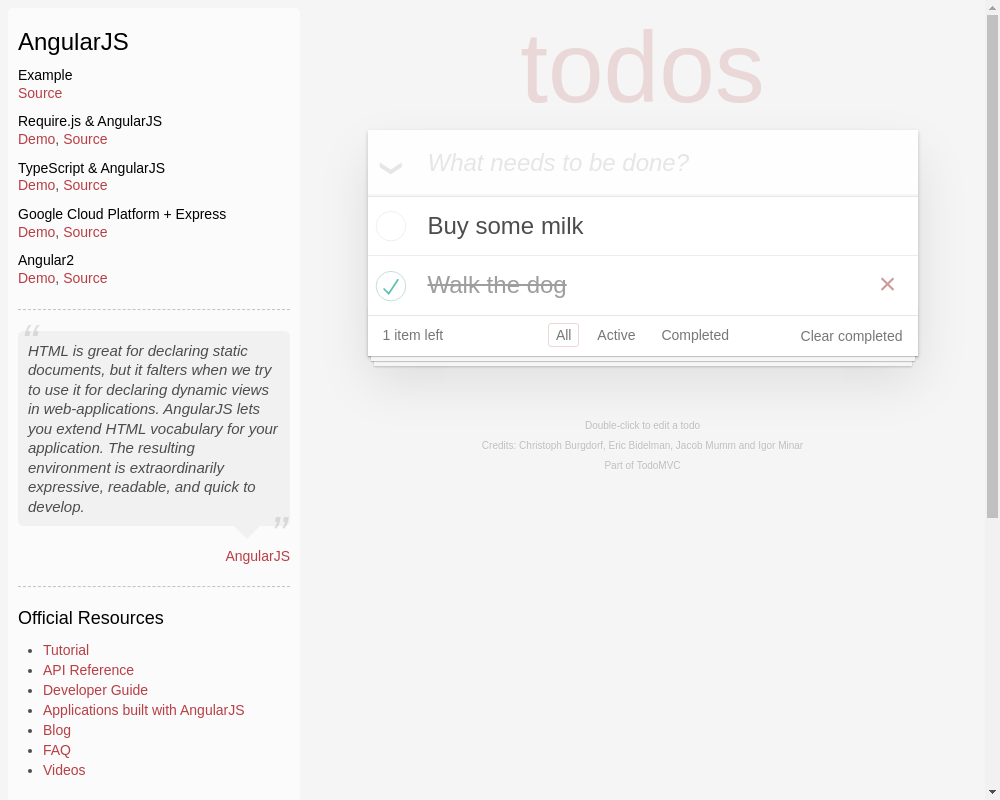 AngularJS
Example
Source
Require.js & AngularJS
Demo, Source
TypeScript & AngularJS
Demo, Source
Google Cloud Platform + Express
Demo, Source
Angular2
Demo, Source
“
HTML is great for declaring static
documents, but it falters when we try
to use it for declaring dynamic views
in web-applications. AngularJS lets
you extend HTML vocabulary for your
application. The resulting
environment is extraordinarily
expressive, readable, and quick to
develop.
”
AngularJS
Official Resources
• Tutorial
• API Reference
• Developer Guide
• Applications built with AngularJS
• Blog
• FAQ
• Videos
todos
What needs to be done?
Buy some milk
Walk the dog
1 item left All Active Completed Clear completed
Double-click to edit a todo
Credits: Christoph Burgdorf, Eric Bidelman, Jacob Mumm and Igor Minar
Part of TodoMVC